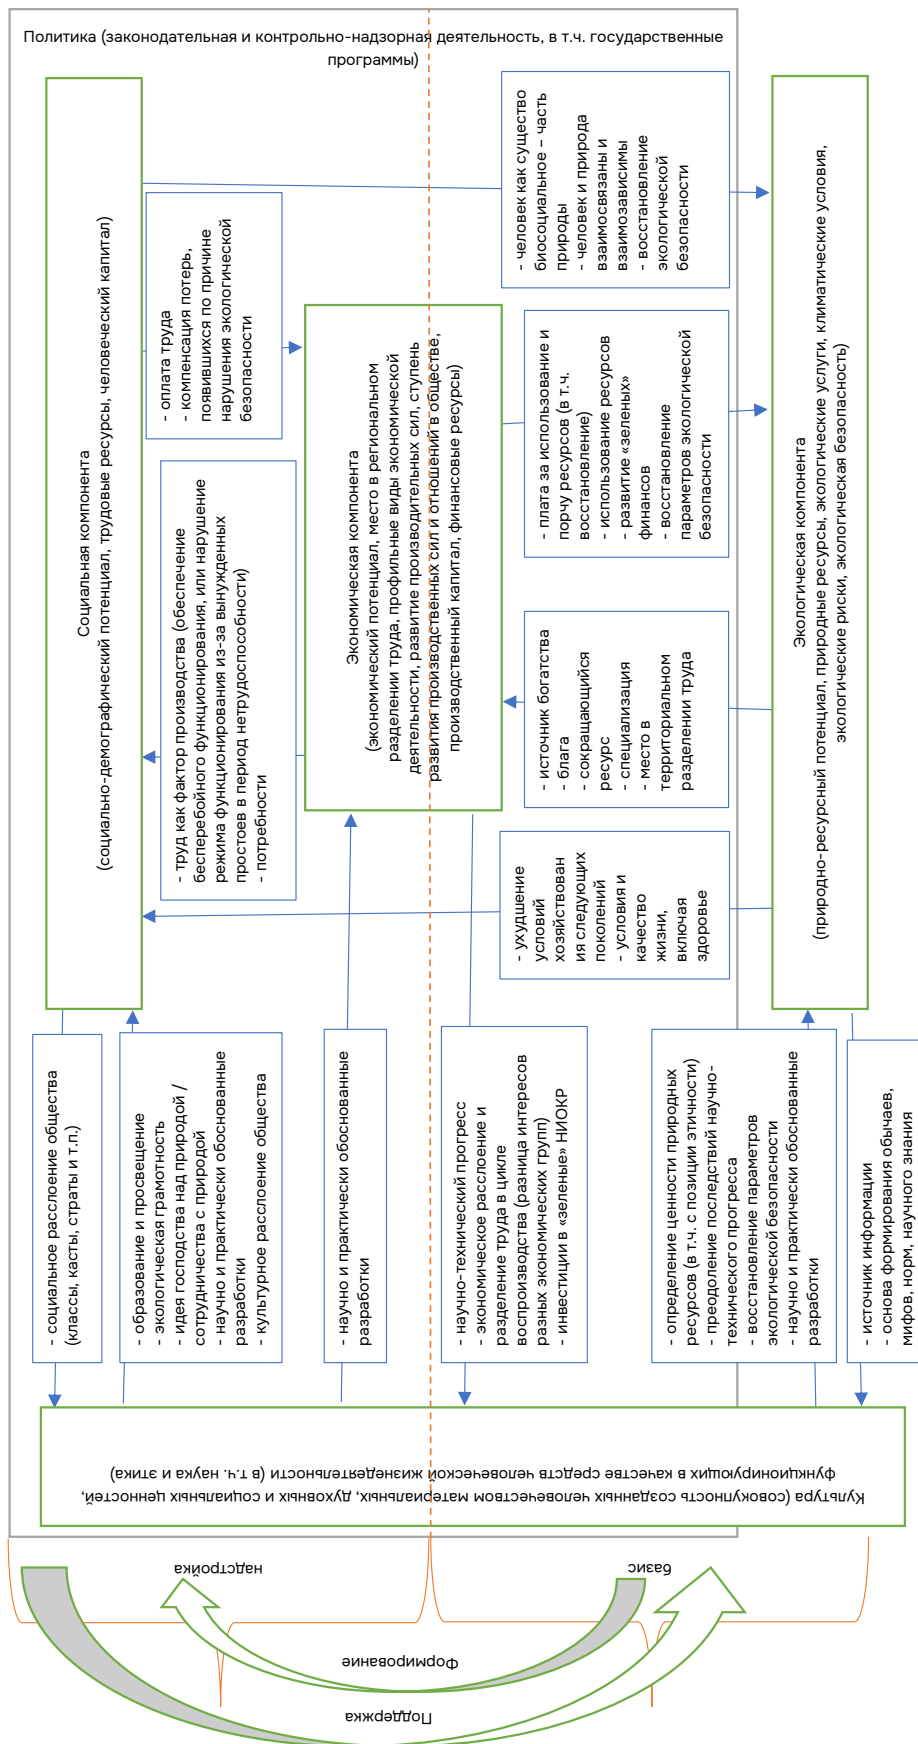 Политика (законодательная и контрольно-надзорная деятельность, в т.ч. государственные
программы)
Социальная компонента
(социально-демографический потенциал, трудовые ресурсы, человеческий капитал)
- оплата труда
- компенсация потерь,
появившихся по причине
нарушения экологической
безопасности
- труд как фактор производства (обеспечение
бесперебойного функционирования, или нарушение
режима функционирования из-за вынужденных
простоев в период нетрудоспособности)
- потребности
Экономическая компонента
(экономический потенциал, место в региональном
разделении труда, профильные виды экономической
деятельности, развитие производительных сил, ступень
развития производственных сил и отношений в обществе,
производственный капитал, финансовые ресурсы)
- человек как существо
биосоциальное – часть
природы
- человек и природа
взаимосвязаны и
взаимозависимы
- восстановление
экологической
безопасности
- плата за использование и
порчу ресурсов (в т.ч.
восстановление)
- использование ресурсов
- развитие «зеленых»
финансов
- восстановление
параметров экологической
безопасности
- источник богатства
- блага
- сокращающийся
ресурс
- специализация
- место в
территориальном
разделении труда
- ухудшение
условий
хозяйствован
ия следующих
поколений
- условия и
качество
жизни,
включая
здоровье
Экологическая компонента
(природно-ресурсный потенциал, природные ресурсы, экологические услуги, климатические условия,
экологические риски, экологическая безопасность)
- социальное расслоение общества
(классы, касты, страты и т.п.)
- образование и просвещение
- экологическая грамотность
- идея господства над природой /
сотрудничества с природой
- научно и практически обоснованные
разработки
- культурное расслоение общества
- научно и практически обоснованные
разработки
- научно-технический прогресс
- экономическое расслоение и
разделение труда в цикле
воспроизводства (разница интересов
разных экономических групп)
- инвестиции в «зеленые» НИОКР
- определение ценности природных
ресурсов (в т.ч. с позиции этичности)
- преодоление последствий научно-
технического прогресса
- восстановление параметров
экологической безопасности
- научно и практически обоснованные
разработки
- источник информации
- основа формирования обычаев,
мифов, норм, научного знания
Культура (совокупность созданных человечеством материальных, духовных и социальных ценностей,
функционирующих в качестве средств человеческой жизнедеятельности (в т.ч. наука и этика)
надстройка
базис
Формирование
Поддержка